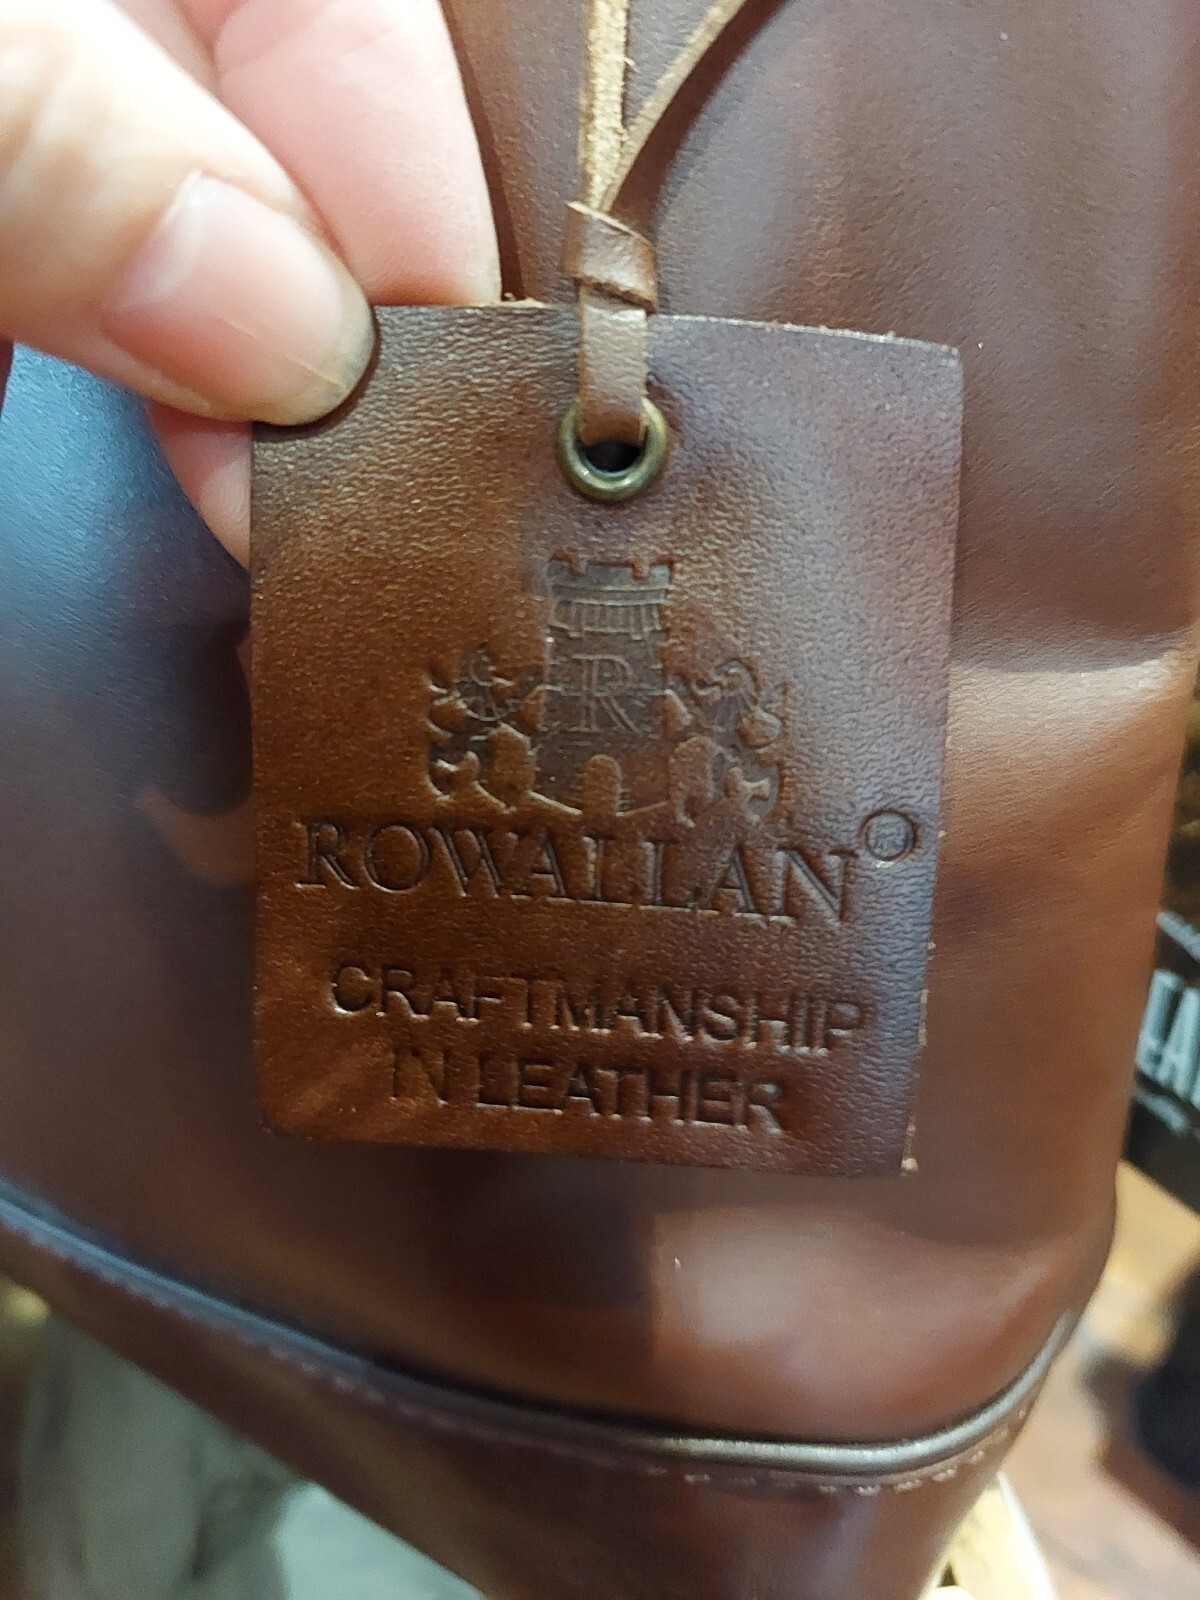 R
ROWALLAN®
CRAFTMANSHIP
IN LEATHER